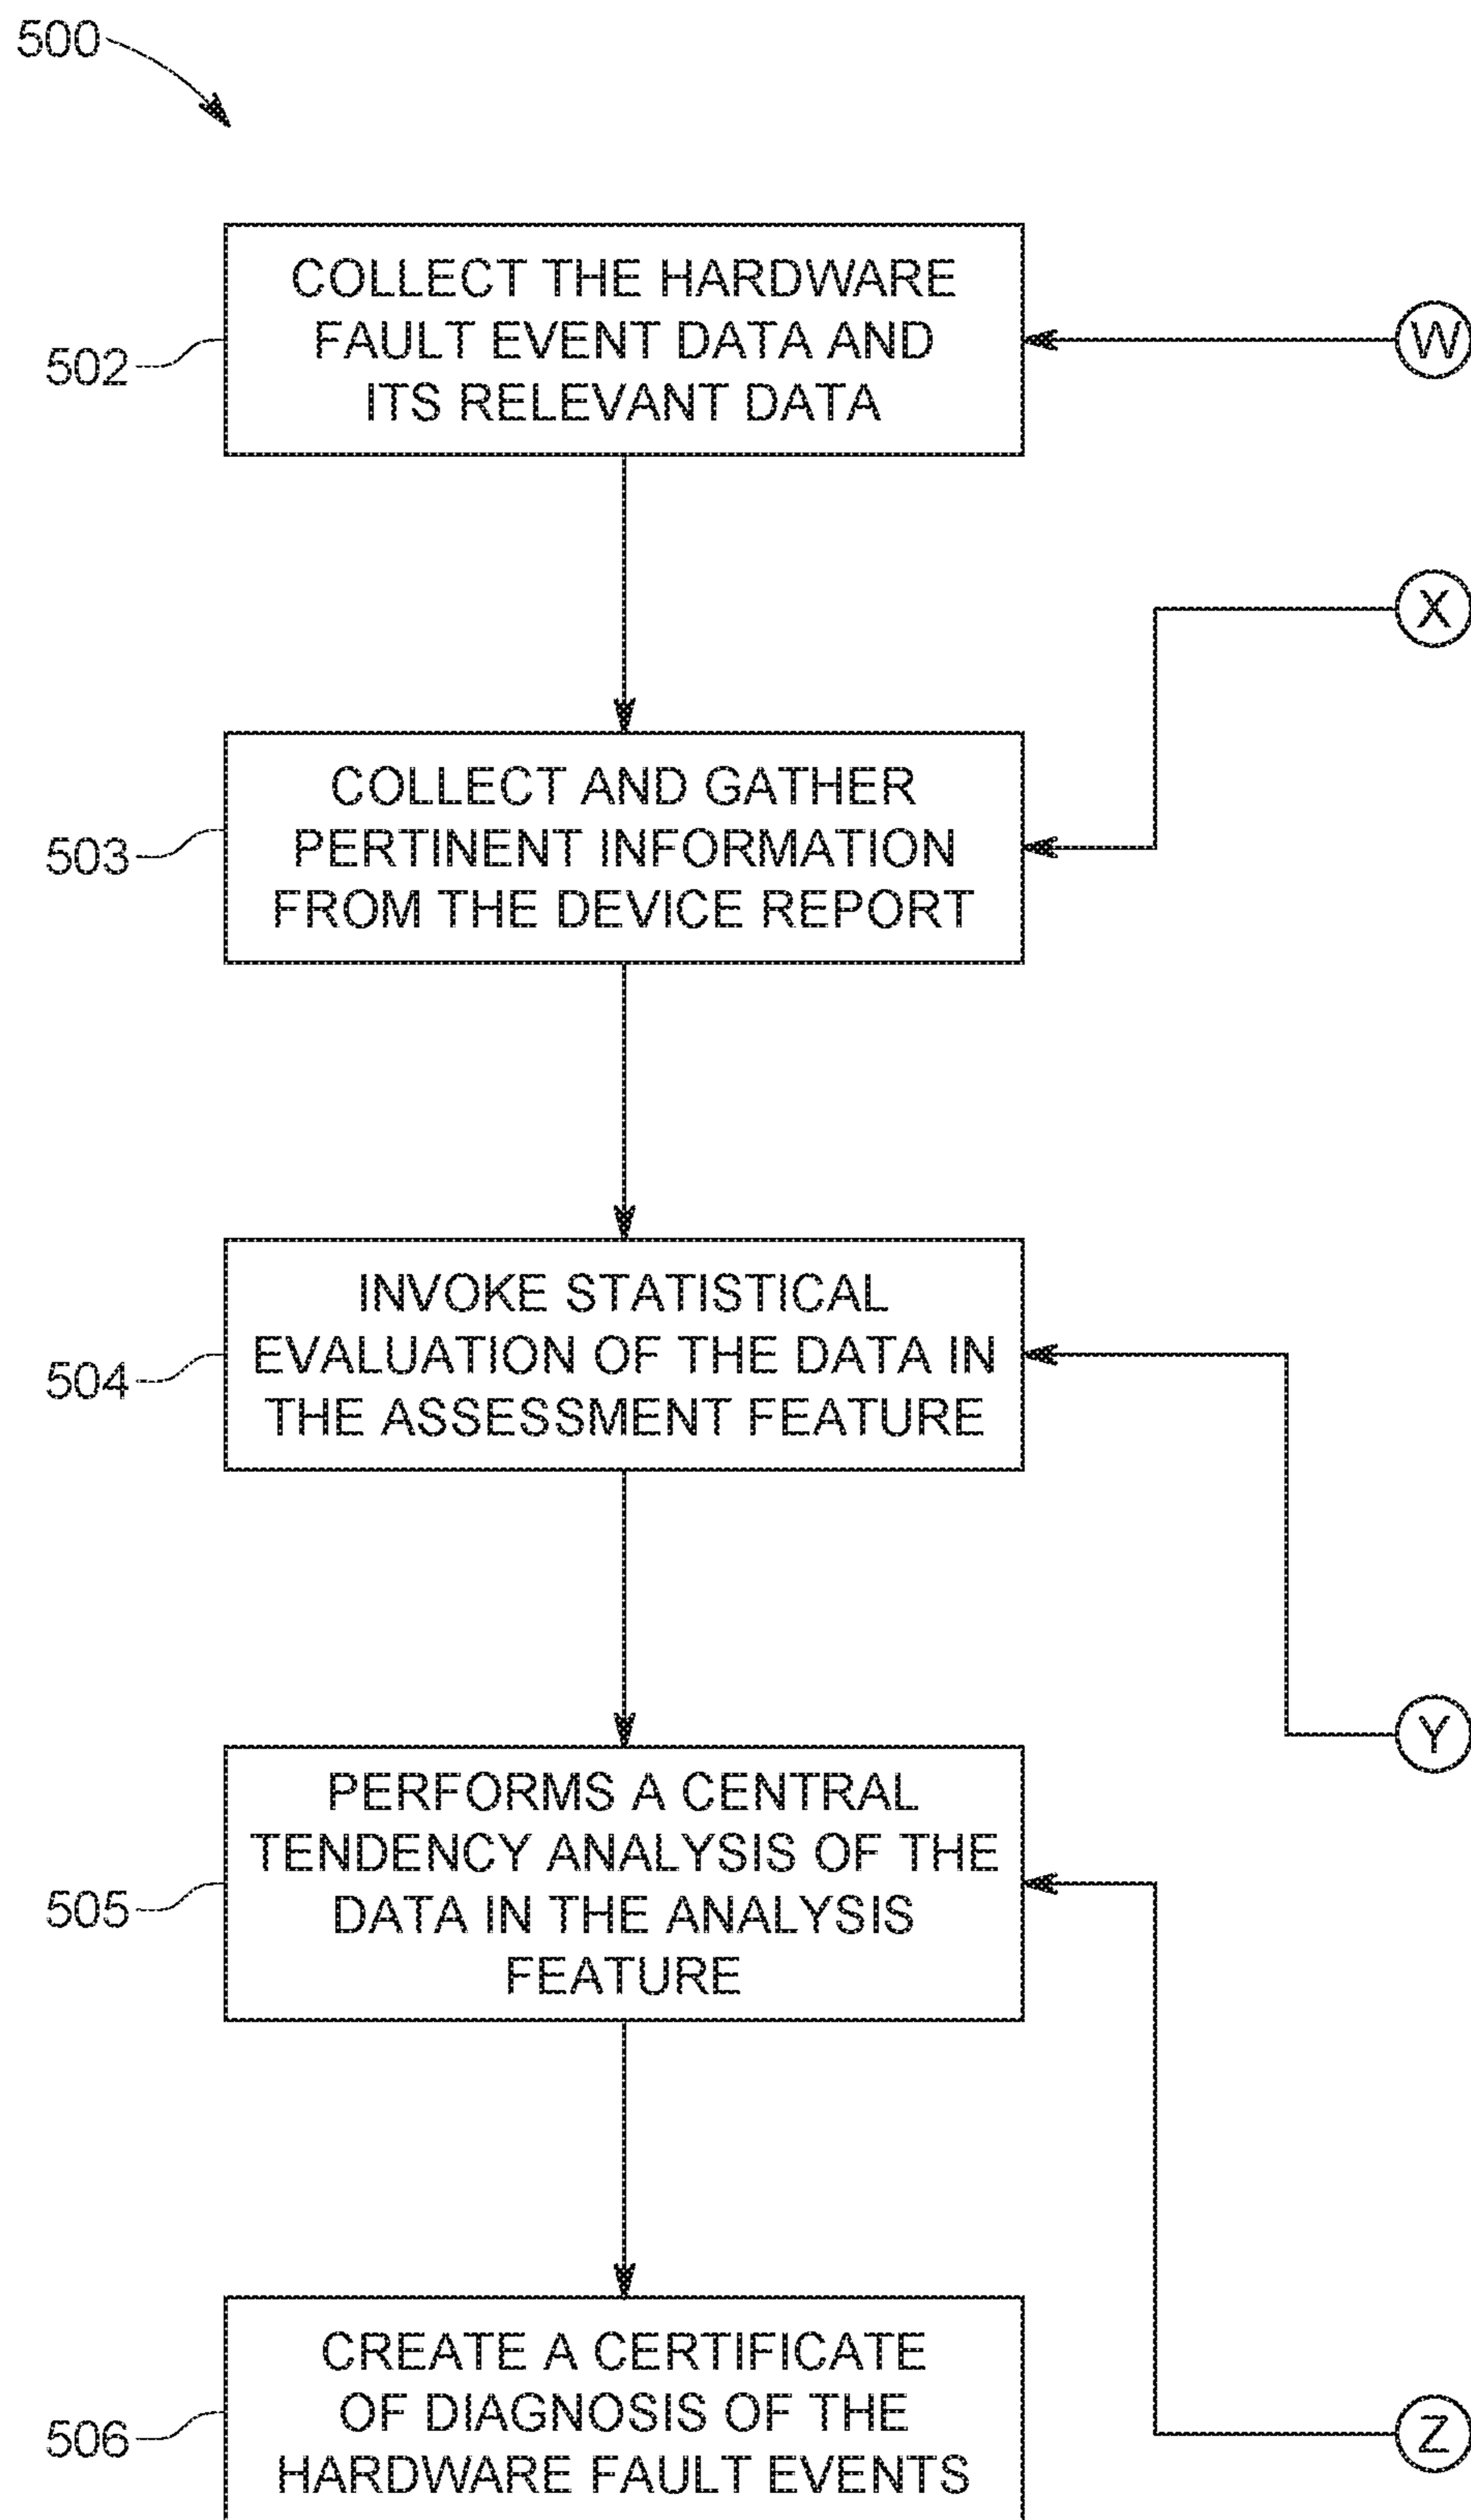 500
COLLECT THE HARDWARE
FAULT EVENT DATA AND
ITS RELEVANT DATA
502
W
X
COLLECT AND GATHER
PERTINENT INFORMATION
FROM THE DEVICE REPORT
503
INVOKE STATISTICAL
EVALUATION OF THE DATA IN
THE ASSESSMENT FEATURE
504
Y
PERFORMS A CENTRAL
TENDENCY ANALYSIS OF THE
DATA IN THE ANALYSIS
FEATURE
505
CREATE A CERTIFICATE
OF DIAGNOSIS OF THE
HARDWARE FAULT EVENTS
506
Z